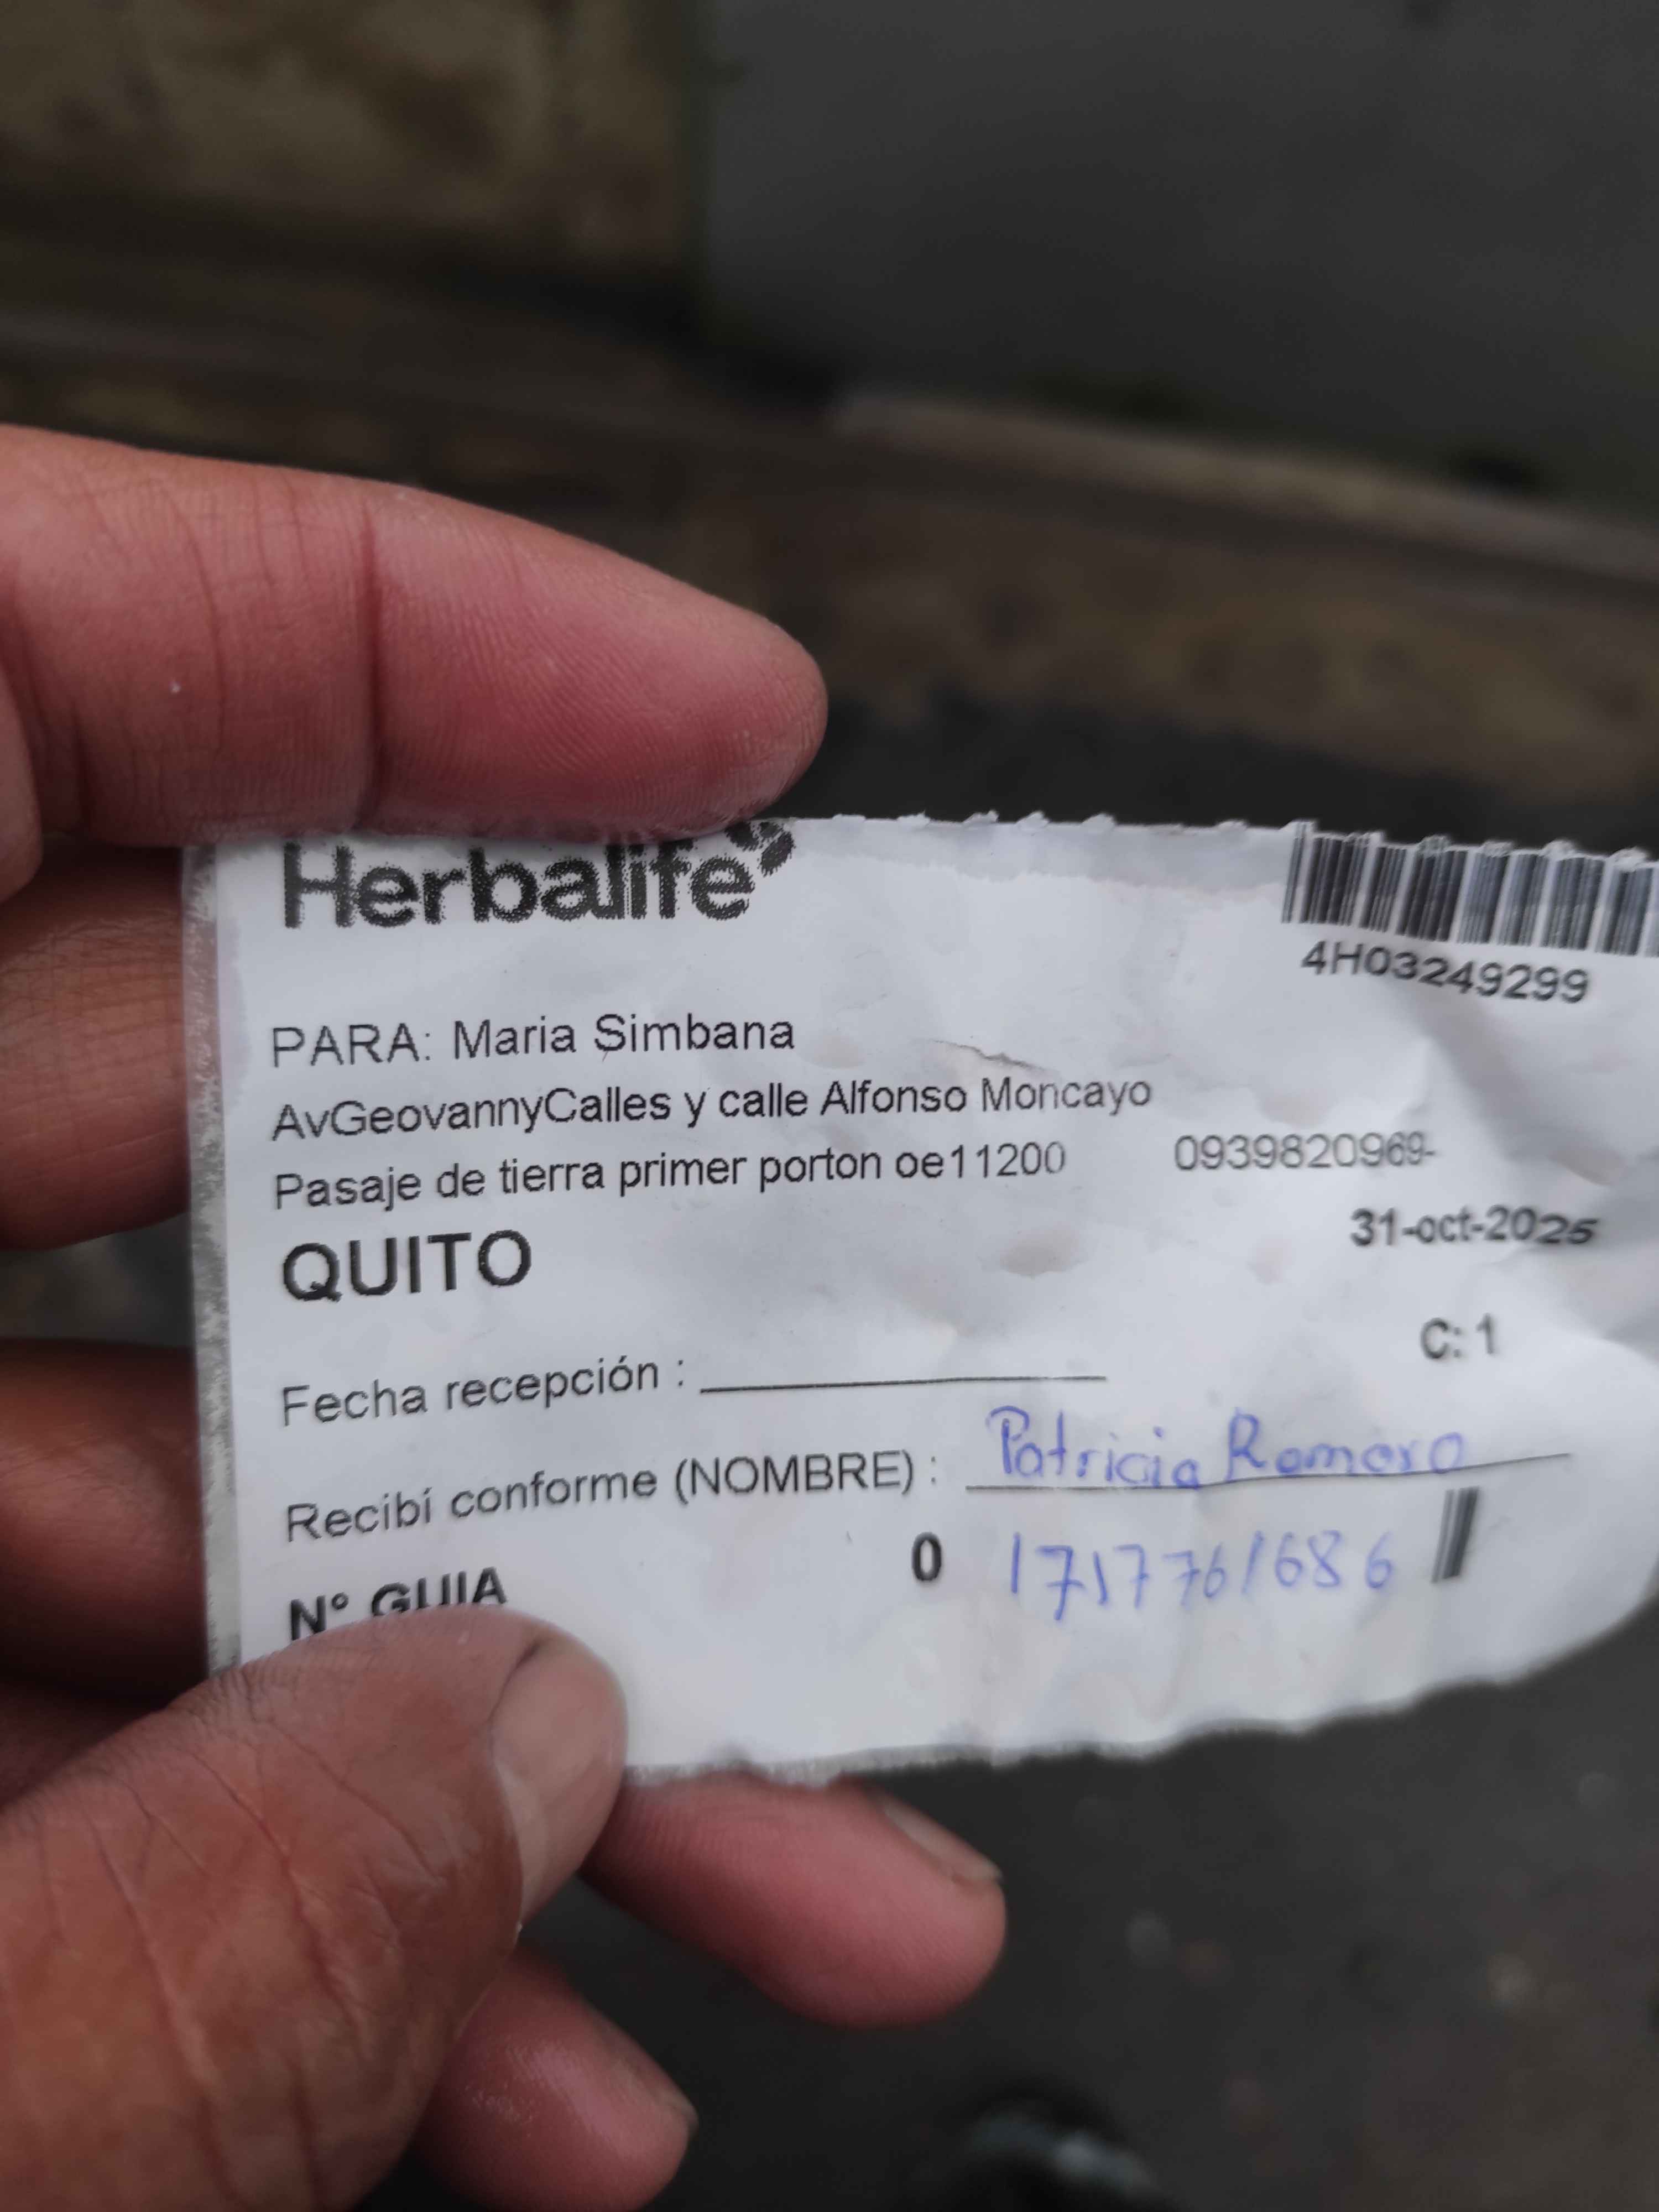 Herbalife
4H03249299
PARA: Maria Simbana
AvGeovannyCalles y calle Alfonso Moncayo
Pasaje de tierra primer porton oe11200 0939820969-
QUITO 31-oct-2025
C: 1
Fecha recepción :
Recibí conforme (NOMBRE) : Patricia Romero
N° GUIA 0 1717761686